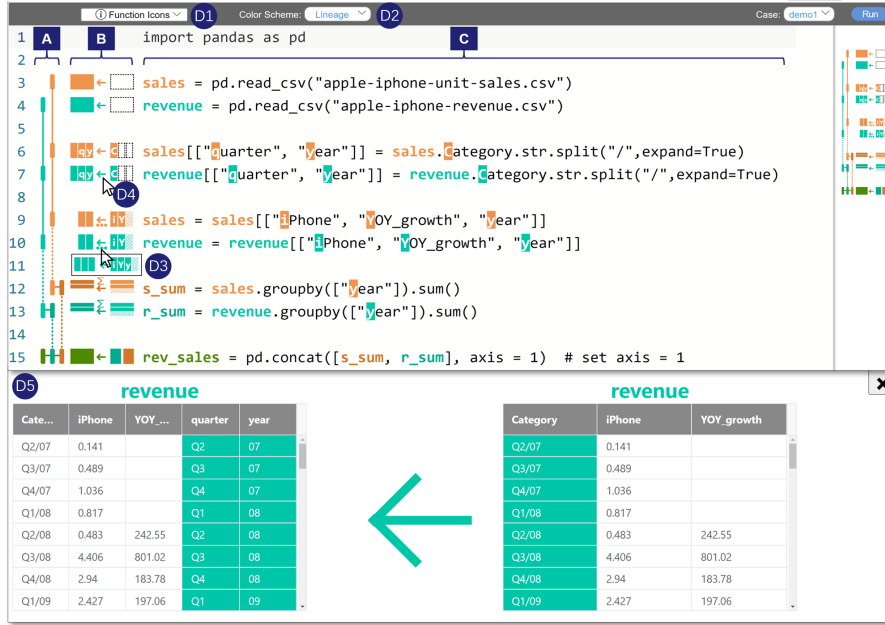 ⓘ Function Icons D1 Color Scheme: Lineage D2 Case: demo1 Run
A B C
1 import pandas as pd
2
3 sales = pd.read_csv("apple-iphone-unit-sales.csv")
4 revenue = pd.read_csv("apple-iphone-revenue.csv")
5
6 qy ← C sales[["quarter", "year"]] = sales.Category.str.split("/",expand=True)
7 qy ← C revenue[["quarter", "year"]] = revenue.Category.str.split("/",expand=True)
D4
8
9 ← iY sales = sales[["iPhone", "YOY_growth", "year"]]
10 ← iY revenue = revenue[["iPhone", "YOY_growth", "year"]]
11 ← iYy D3
12 Σ ← s_sum = sales.groupby(["year"]).sum()
13 Σ ← r_sum = revenue.groupby(["year"]).sum()
14
15 ← rev_sales = pd.concat([s_sum, r_sum], axis = 1) # set axis = 1
D5
revenue revenue
Cate... iPhone YOY_... quarter year Category iPhone YOY_growth
Q2/07 0.141 Q2 07 Q2/07 0.141
Q3/07 0.489 Q3 07 Q3/07 0.489
Q4/07 1.036 Q4 07 Q4/07 1.036
Q1/08 0.817 Q1 08 Q1/08 0.817
Q2/08 0.483 242.55 Q2 08 Q2/08 0.483 242.55
Q3/08 4.406 801.02 Q3 08 Q3/08 4.406 801.02
Q4/08 2.94 183.78 Q4 08 Q4/08 2.94 183.78
Q1/09 2.427 197.06 Q1 09 Q1/09 2.427 197.06